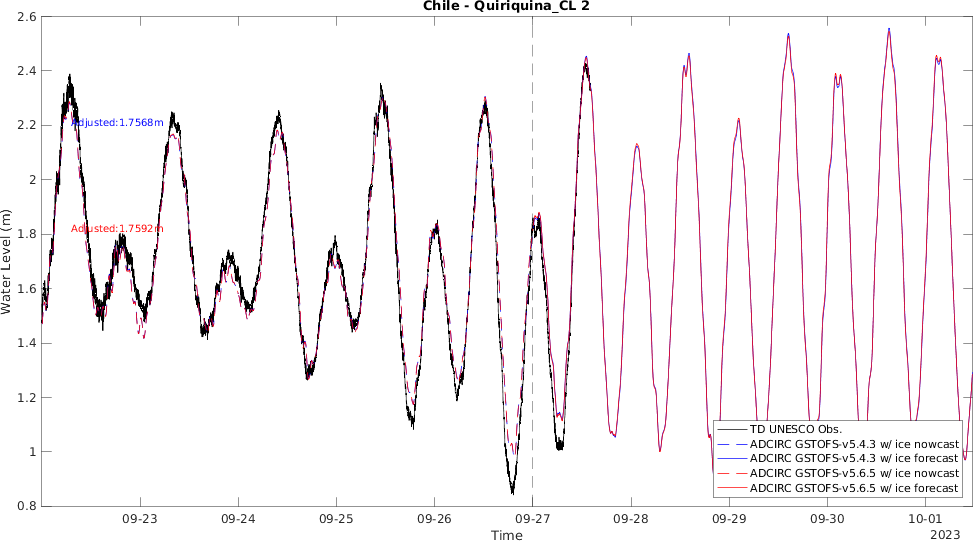 Chile - Quiriquina_CL 2
2.6
2.4
2.2
2
1.8
1.6
1.4
1.2
1
0.8
Water Level (m)
Adjusted:1.7568m
Adjusted:1.7592m
TD UNESCO Obs.
ADCIRC GSTOFS-v5.4.3 w/ ice nowcast
ADCIRC GSTOFS-v5.4.3 w/ ice forecast
ADCIRC GSTOFS-v5.6.5 w/ ice nowcast
ADCIRC GSTOFS-v5.6.5 w/ ice forecast
09-23 09-24 09-25 09-26 09-27 09-28 09-29 09-30 10-01
Time
2023